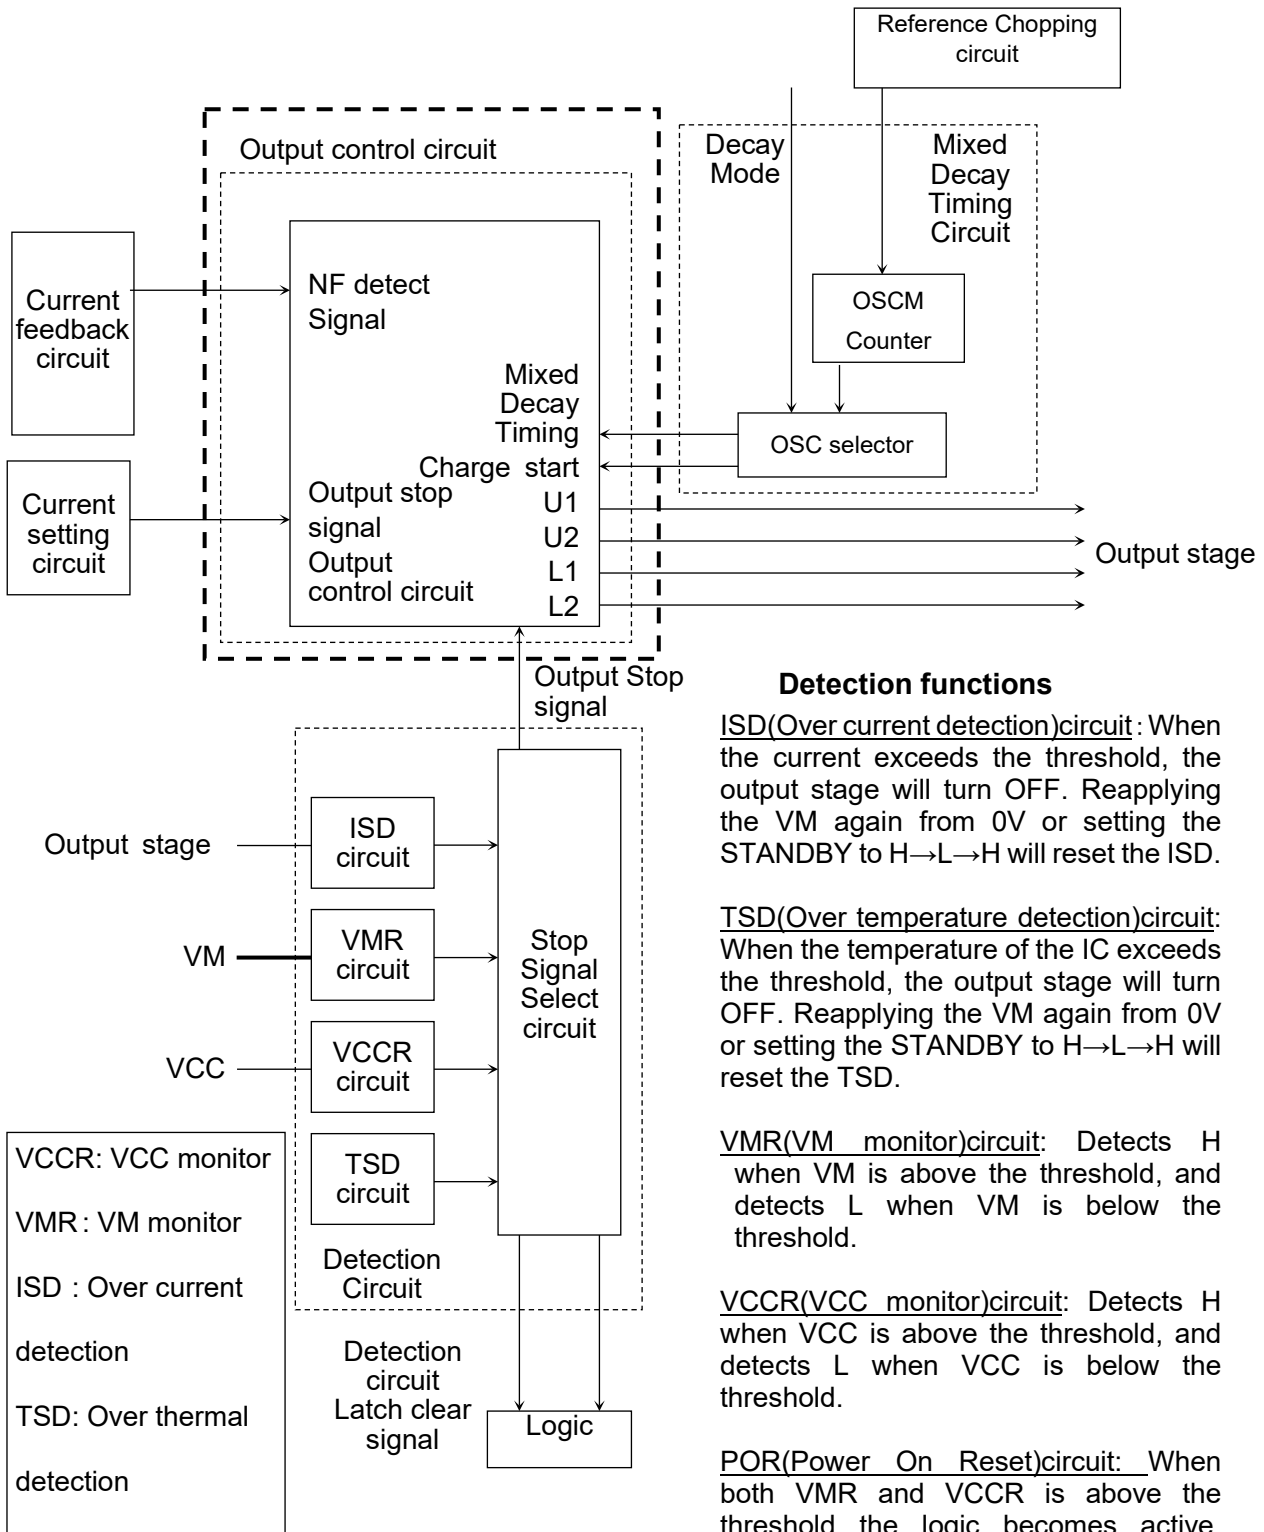 Reference Chopping
circuit
Output control circuit
Decay
Mode
Mixed
Decay
Timing
Circuit
Current
feedback
circuit
NF detect
Signal
OSCM
Counter
Mixed
Decay
Timing
OSC selector
Charge start
Current
setting
circuit
Output stop
signal
Output
control circuit
U1
U2
L1
L2
Output stage
Output Stop
signal
Detection functions
ISD(Over current detection)circuit: When
the current exceeds the threshold, the
output stage will turn OFF. Reapplying
the VM again from 0V or setting the
STANDBY to H→L→H will reset the ISD.
TSD(Over temperature detection)circuit:
When the temperature of the IC exceeds
the threshold, the output stage will turn
OFF. Reapplying the VM again from 0V
or setting the STANDBY to H→L→H will
reset the TSD.
VMR(VM monitor)circuit: Detects H
when VM is above the threshold, and
detects L when VM is below the
threshold.
VCCR(VCC monitor)circuit: Detects H
when VCC is above the threshold, and
detects L when VCC is below the
threshold.
POR(Power On Reset)circuit: When
both VMR and VCCR is above the
threshold the logic becomes active.
Output stage
ISD
circuit
VM
VMR
circuit
VCC
VCCR
circuit
TSD
circuit
Stop
Signal
Select
circuit
Detection
Circuit
VCCR: VCC monitor
VMR : VM monitor
ISD : Over current
detection
TSD: Over thermal
detection
Detection
circuit
Latch clear
signal
Logic